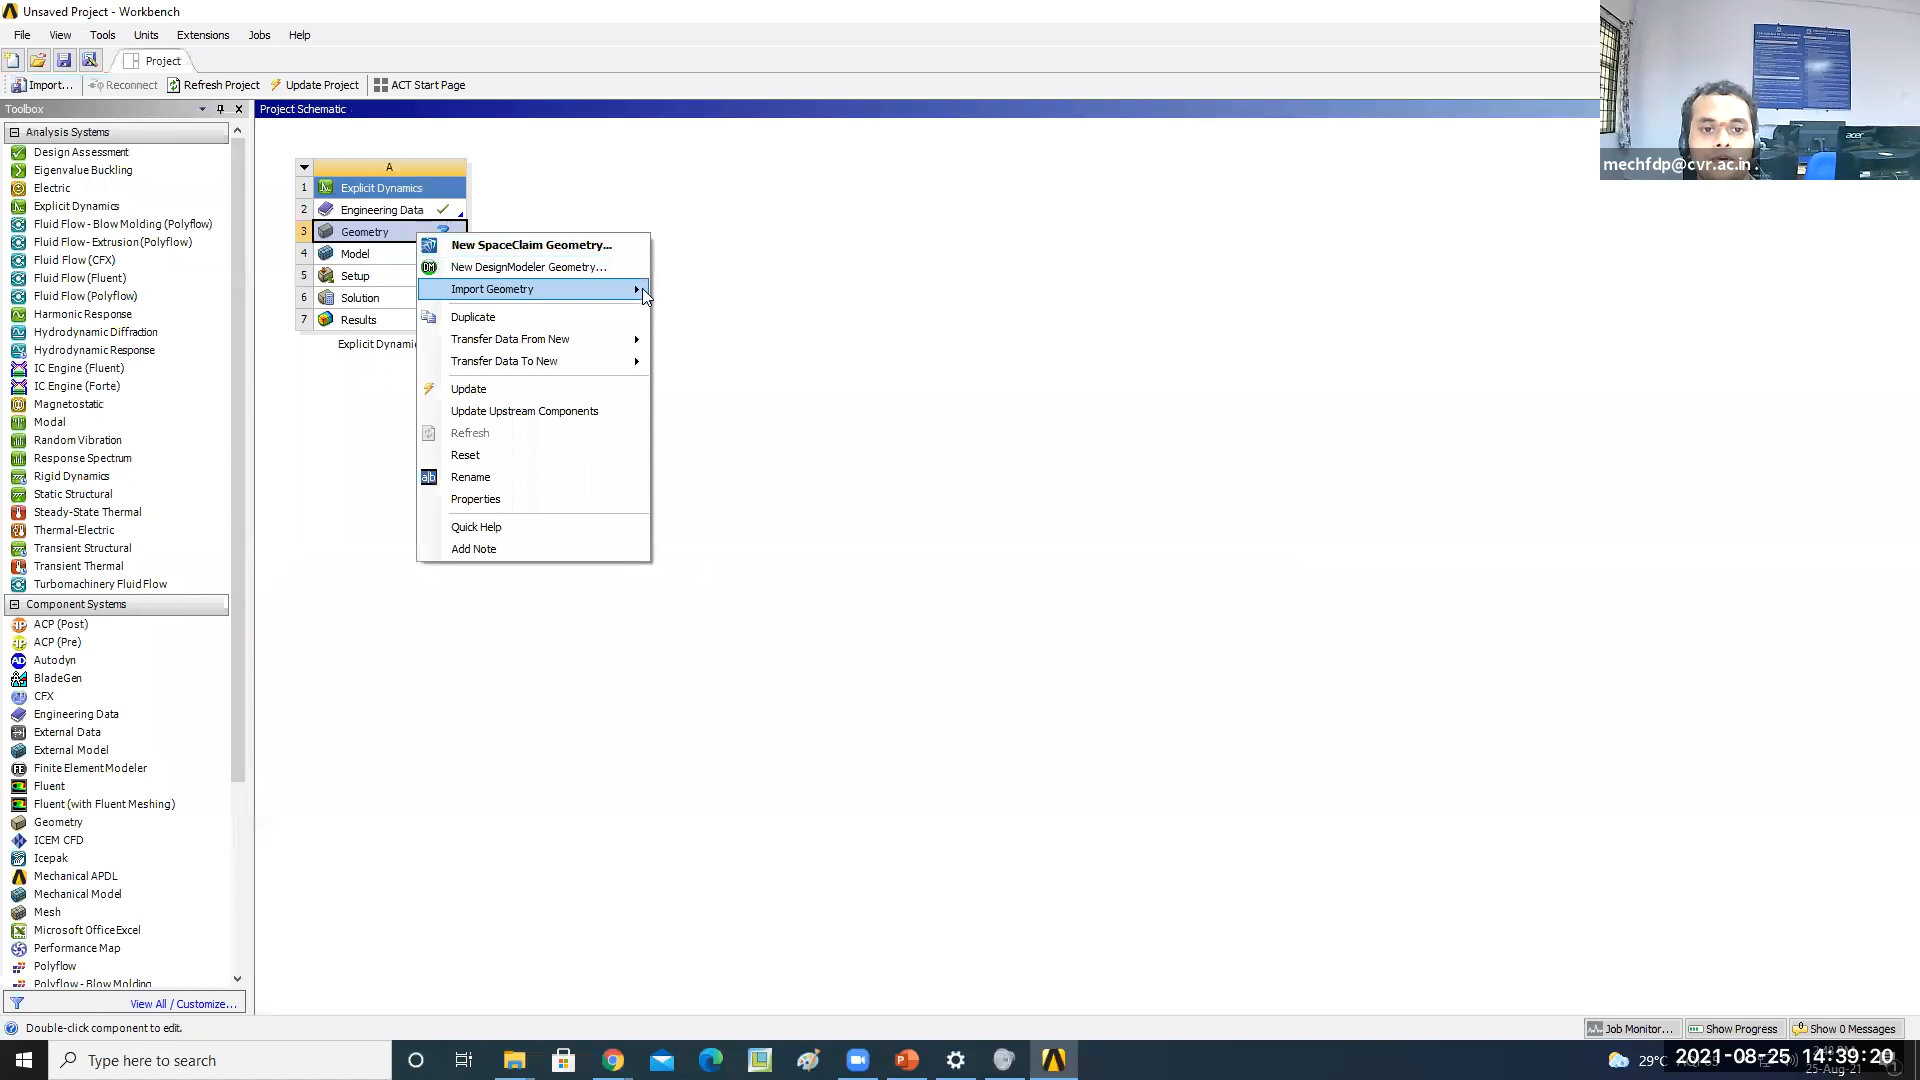 Unsaved Project - Workbench
File View Tools Units Extensions Jobs Help
Project
Import... Reconnect Refresh Project Update Project ACT Start Page
Toolbox
Project Schematic
Analysis Systems
Design Assessment
Eigenvalue Buckling
Electric
Explicit Dynamics
Fluid Flow - Blow Molding (Polyflow)
Fluid Flow - Extrusion (Polyflow)
Fluid Flow (CFX)
Fluid Flow (Fluent)
Fluid Flow (Polyflow)
Harmonic Response
Hydrodynamic Diffraction
Hydrodynamic Response
IC Engine (Fluent)
IC Engine (Forte)
Magnetostatic
Modal
Random Vibration
Response Spectrum
Rigid Dynamics
Static Structural
Steady-State Thermal
Thermal-Electric
Transient Structural
Transient Thermal
Turbomachinery Fluid Flow
Component Systems
ACP (Post)
ACP (Pre)
Autodyn
BladeGen
CFX
Engineering Data
External Data
External Model
Finite Element Modeler
Fluent
Fluent (with Fluent Meshing)
Geometry
ICEM CFD
Icepak
Mechanical APDL
Mechanical Model
Mesh
Microsoft Office Excel
Performance Map
Polyflow
Polyflow - Blow Molding
View All / Customize...
A
1 Explicit Dynamics
2 Engineering Data
3 Geometry
4 Model
5 Setup
6 Solution
7 Results
Explicit Dynami
New SpaceClaim Geometry...
New DesignModeler Geometry...
Import Geometry
Duplicate
Transfer Data From New
Transfer Data To New
Update
Update Upstream Components
Refresh
Reset
Rename
Properties
Quick Help
Add Note
acer
mechfdp@cvr.ac.in .
Double-click component to edit.
Job Monitor... Show Progress Show 0 Messages
Type here to search
29°C
2021-08-25 14:39:20
25-Aug-21